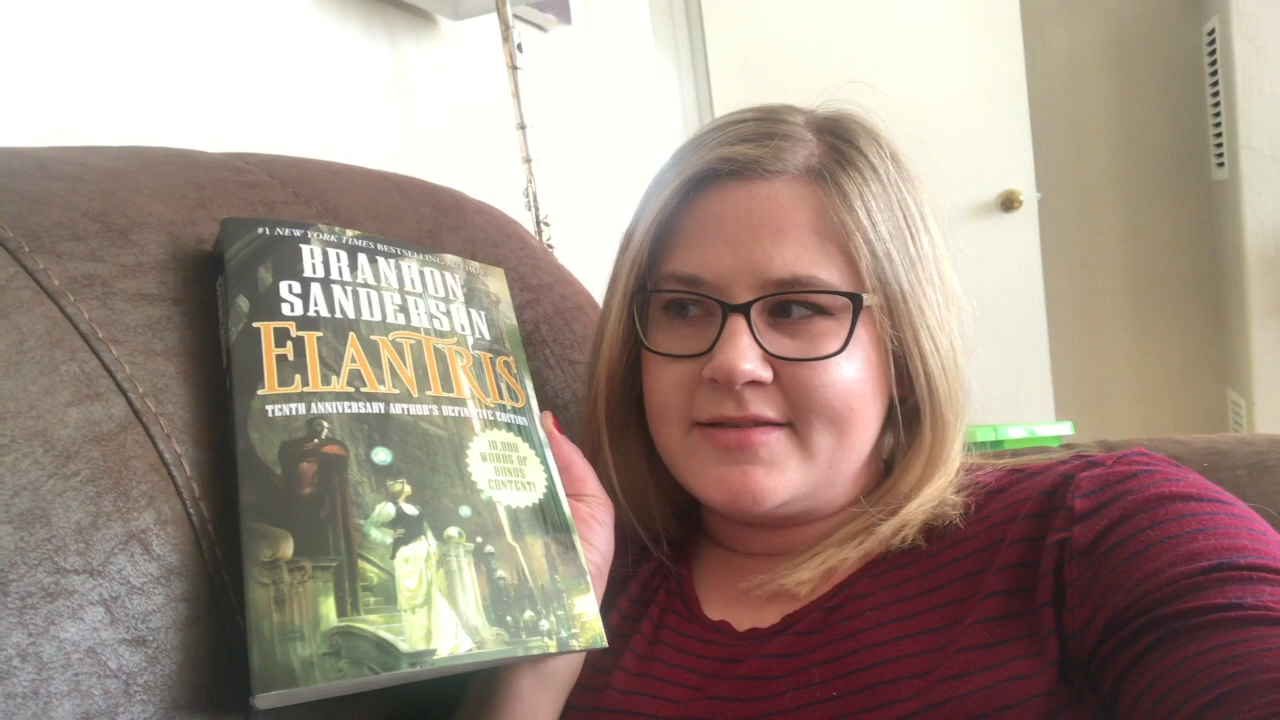 #1 NEW YORK TIMES BESTSELLING AUTHOR
BRANDON
SANDERSON
ELANTRIS
TENTH ANNIVERSARY AUTHOR'S DEFINITIVE EDITION
10,000
WORDS OF
BONUS
CONTENT!